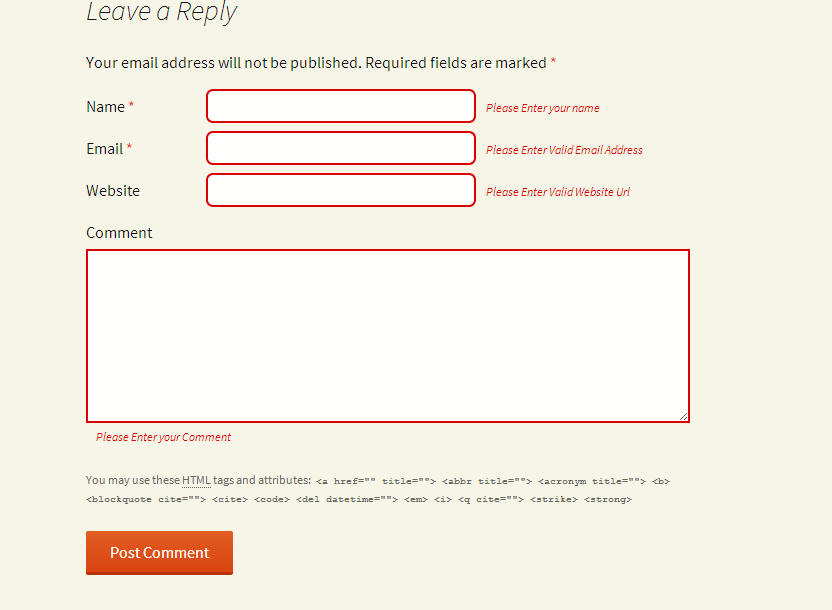 Leave a Reply
Your email address will not be published. Required fields are marked *
Name * Please Enter your name
Email * Please Enter Valid Email Address
Website Please Enter Valid Website Url
Comment
Please Enter your Comment
You may use these HTML tags and attributes: <a href="" title=""> <abbr title=""> <acronym title=""> <b>
<blockquote cite=""> <cite> <code> <del datetime=""> <em> <i> <q cite=""> <strike> <strong>
Post Comment